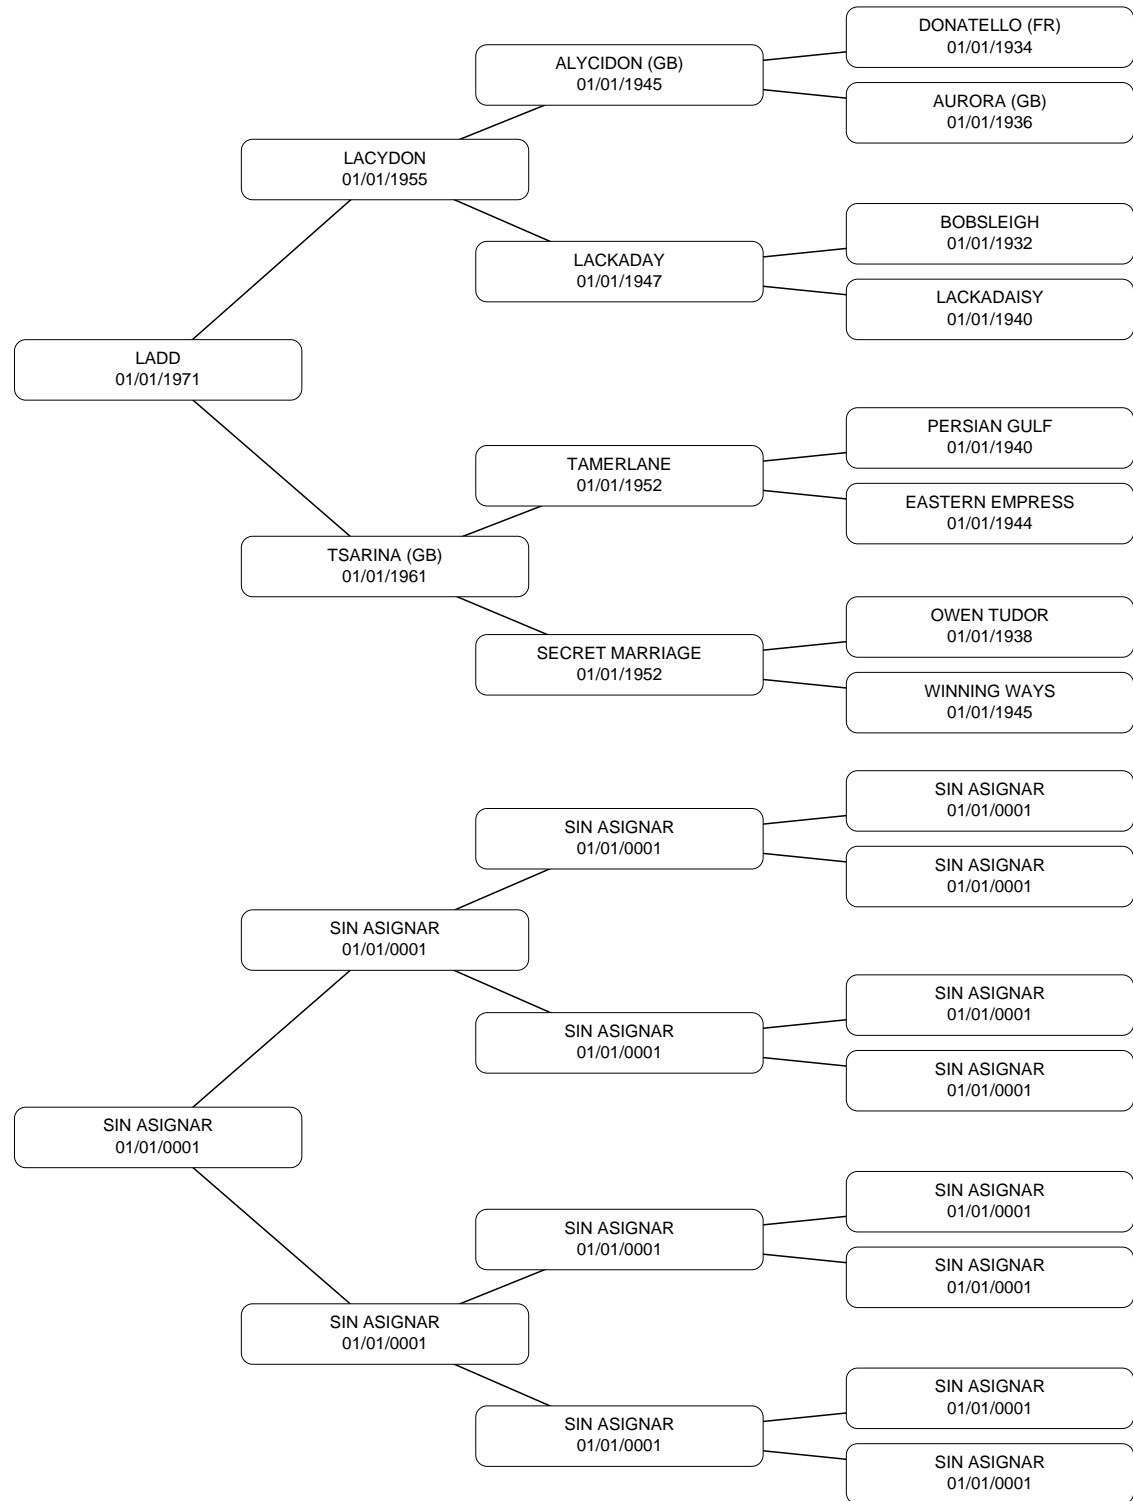 DONATELLO (FR)
01/01/1934
ALYCIDON (GB)
01/01/1945
AURORA (GB)
01/01/1936
LACYDON
01/01/1955
BOBSLEIGH
01/01/1932
LACKADAY
01/01/1947
LACKADAISY
01/01/1940
LADD
01/01/1971
PERSIAN GULF
01/01/1940
TAMERLANE
01/01/1952
EASTERN EMPRESS
01/01/1944
TSARINA (GB)
01/01/1961
OWEN TUDOR
01/01/1938
SECRET MARRIAGE
01/01/1952
WINNING WAYS
01/01/1945
SIN ASIGNAR
01/01/0001
SIN ASIGNAR
01/01/0001
SIN ASIGNAR
01/01/0001
SIN ASIGNAR
01/01/0001
SIN ASIGNAR
01/01/0001
SIN ASIGNAR
01/01/0001
SIN ASIGNAR
01/01/0001
SIN ASIGNAR
01/01/0001
SIN ASIGNAR
01/01/0001
SIN ASIGNAR
01/01/0001
SIN ASIGNAR
01/01/0001
SIN ASIGNAR
01/01/0001
SIN ASIGNAR
01/01/0001
SIN ASIGNAR
01/01/0001
SIN ASIGNAR
01/01/0001